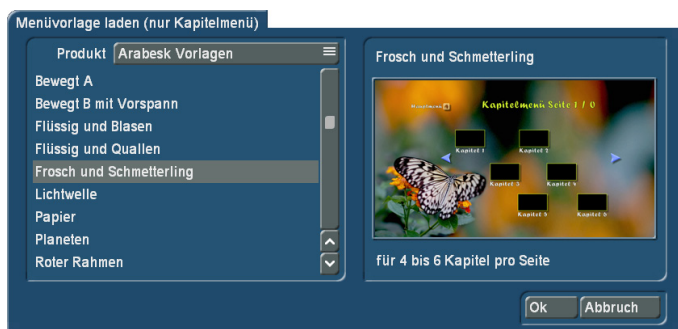 Menüvorlage laden (nur Kapitelmenü)
Produkt Arabesk Vorlagen
Bewegt A
Bewegt B mit Vorspann
Flüssig und Blasen
Flüssig und Quallen
Frosch und Schmetterling
Lichtwelle
Papier
Planeten
Roter Rahmen
Frosch und Schmetterling
Hauptmenü
Kapitelmenü Seite 1 / 0
Kapitel 1 Kapitel 2
Kapitel 3 Kapitel 4
Kapitel 5 Kapitel 6
für 4 bis 6 Kapitel pro Seite
Ok Abbruch